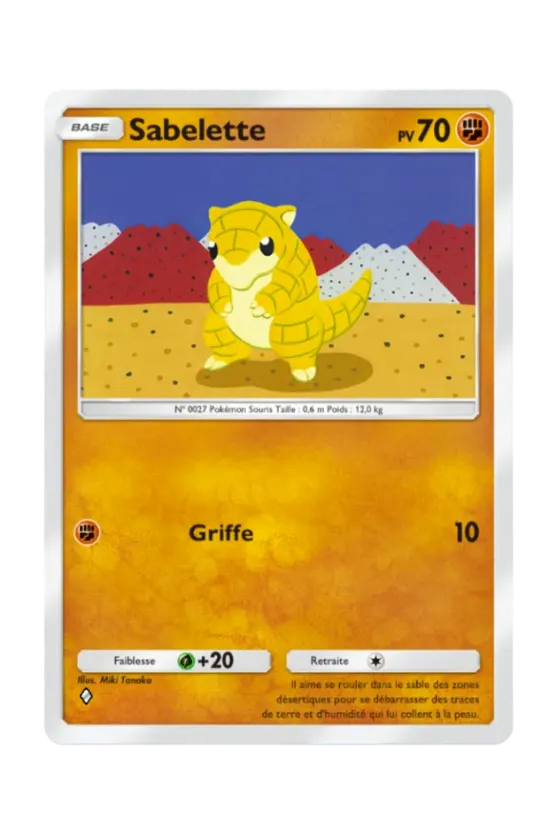 BASE Sabelette PV 70
N° 0027 Pokémon Souris Taille : 0,6 m Poids : 12,0 kg
Griffe 10
Faiblesse +20 Retraite
Illus. Miki Tanaka
Il aime se rouler dans le sable des zones
désertiques pour se débarrasser des traces
de terre et d'humidité qui lui collent à la peau.